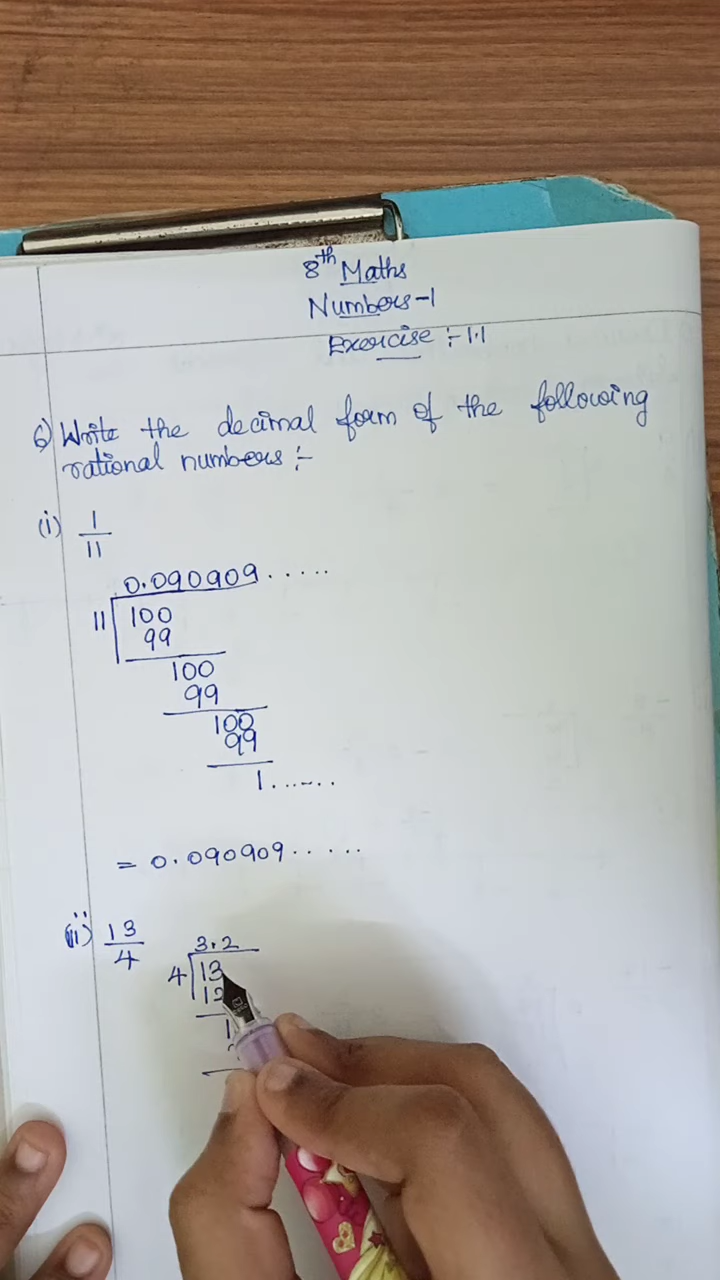 8th Maths
Numbers-1
Exercise :- 1.1
6) Write the decimal form of the following
rational numbers :-
(i) 1/11
0.090909.....
11 100
99
100
99
100
99
1......
= 0.090909.....
(ii) 13/4
3.2
4 13
12
1